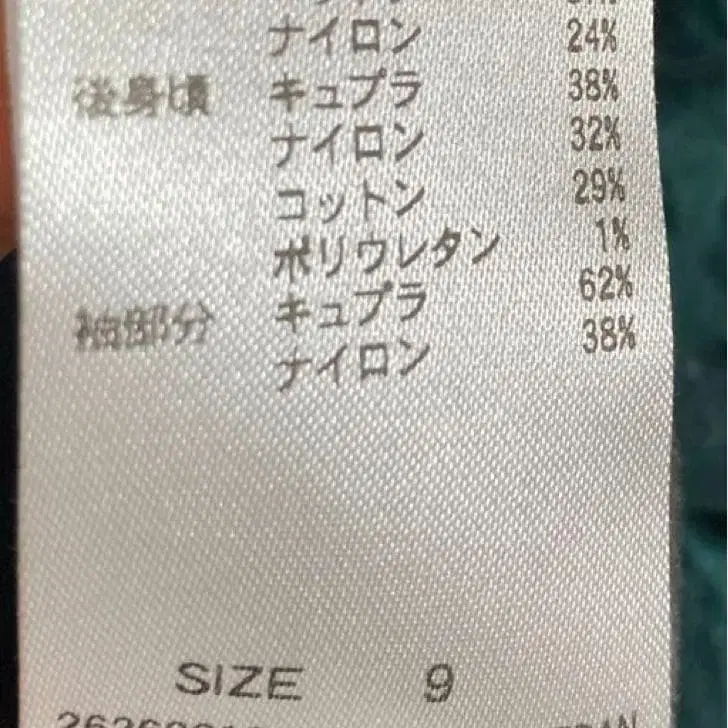 ナイロン 24%
後身頃 キュプラ 38%
ナイロン 32%
コットン 29%
ポリウレタン 1%
袖部分 キュプラ 62%
ナイロン 38%
SIZE 9